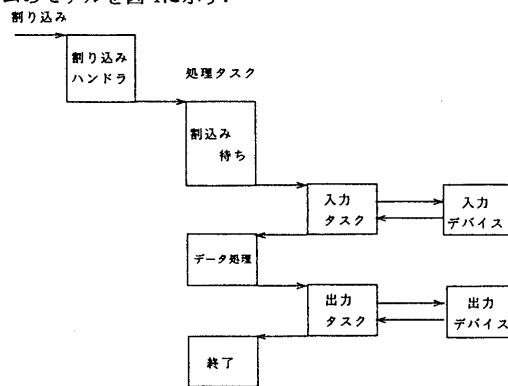 割り込み
割り込み
ハンドラ
処理タスク
割込み
待ち
入力
タスク
入力
デバイス
データ処理
出力
タスク
出力
デバイス
終了